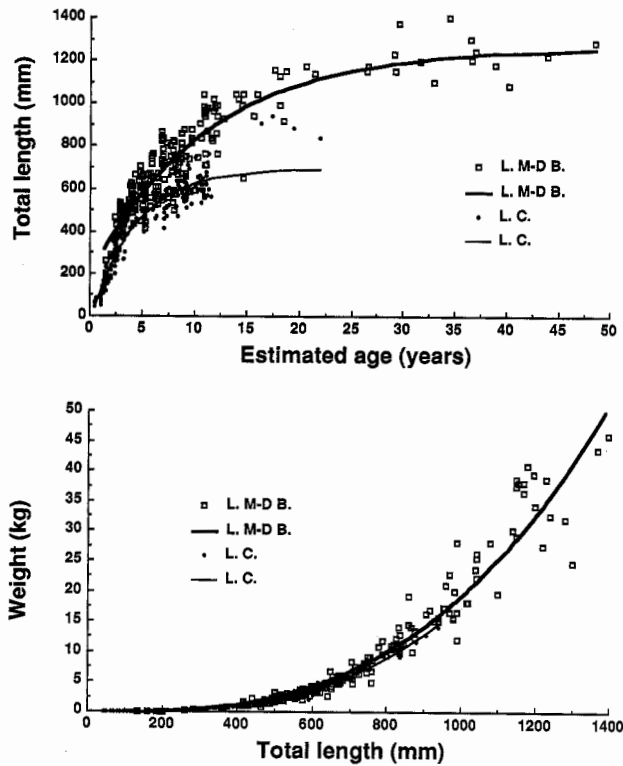 1400
1200
1000
800
600
400
200
0
Total length (mm)
L. M-D B.
L. M-D B.
L. C.
L. C.
0 5 10 15 20 25 30 35 40 45 50
Estimated age (years)
50
45
40
35
30
25
20
15
10
5
0
Weight (kg)
L. M-D B.
L. M-D B.
L. C.
L. C.
0 200 400 600 800 1000 1200 1400
Total length (mm)